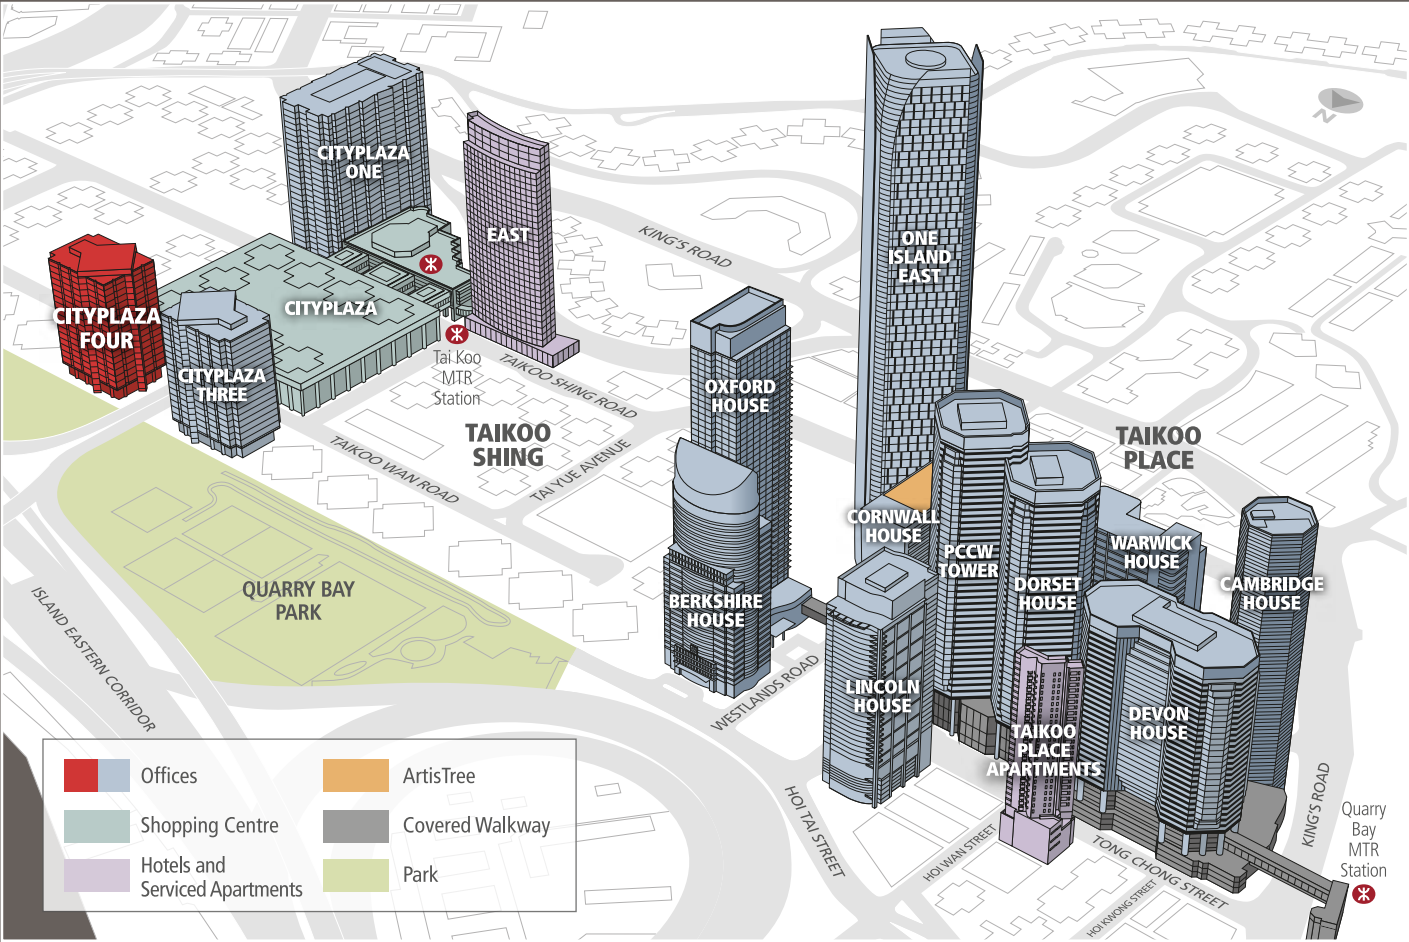 CITYPLAZA
ONE
EAST
KING'S ROAD
N
ONE
ISLAND
EAST
CITYPLAZA
FOUR
CITYPLAZA
CITYPLAZA
THREE
Tai Koo
MTR
Station
TAIKOO SHING ROAD
TAIKOO
SHING
TAIKOO WAN ROAD
TAI YUE AVENUE
OXFORD
HOUSE
TAIKOO
PLACE
CORNWALL
HOUSE
PCCW
TOWER
DORSET
HOUSE
WARWICK
HOUSE
CAMBRIDGE
HOUSE
QUARRY BAY
PARK
BERKSHIRE
HOUSE
ISLAND EASTERN CORRIDOR
WESTLANDS ROAD
LINCOLN
HOUSE
TAIKOO
PLACE
APARTMENTS
DEVON
HOUSE
HOI TAI STREET
HOI WAN STREET
TONG CHONG STREET
HOI KWONG STREET
KING'S ROAD
Quarry
Bay
MTR
Station
Offices
Shopping Centre
Hotels and
Serviced Apartments
ArtisTree
Covered Walkway
Park